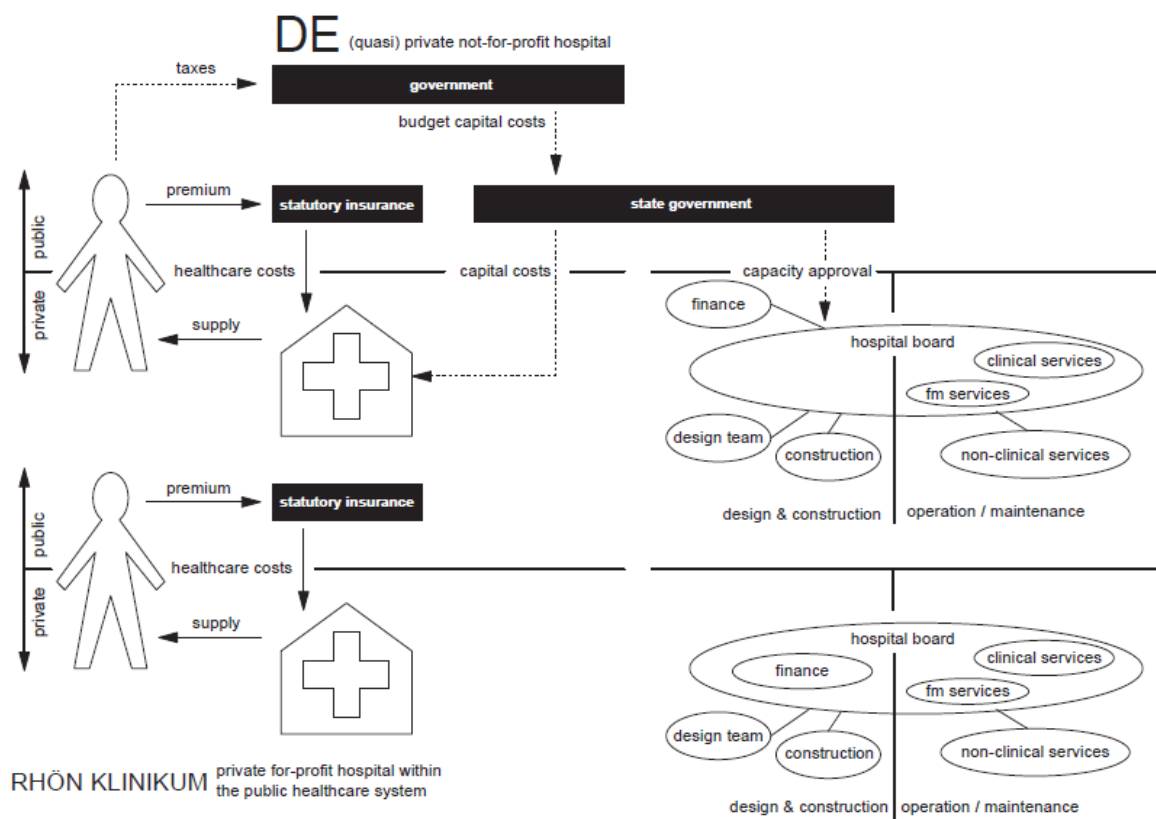 DE (quasi) private not-for-profit hospital
taxes
government
budget capital costs
premium
statutory insurance
state government
public
private
healthcare costs
capital costs
capacity approval
supply
finance
hospital board
clinical services
fm services
design team
construction
non-clinical services
design & construction
operation / maintenance
premium
statutory insurance
public
private
healthcare costs
supply
hospital board
finance
clinical services
fm services
design team
construction
non-clinical services
RHÖN KLINIKUM private for-profit hospital within
the public healthcare system
design & construction
operation / maintenance